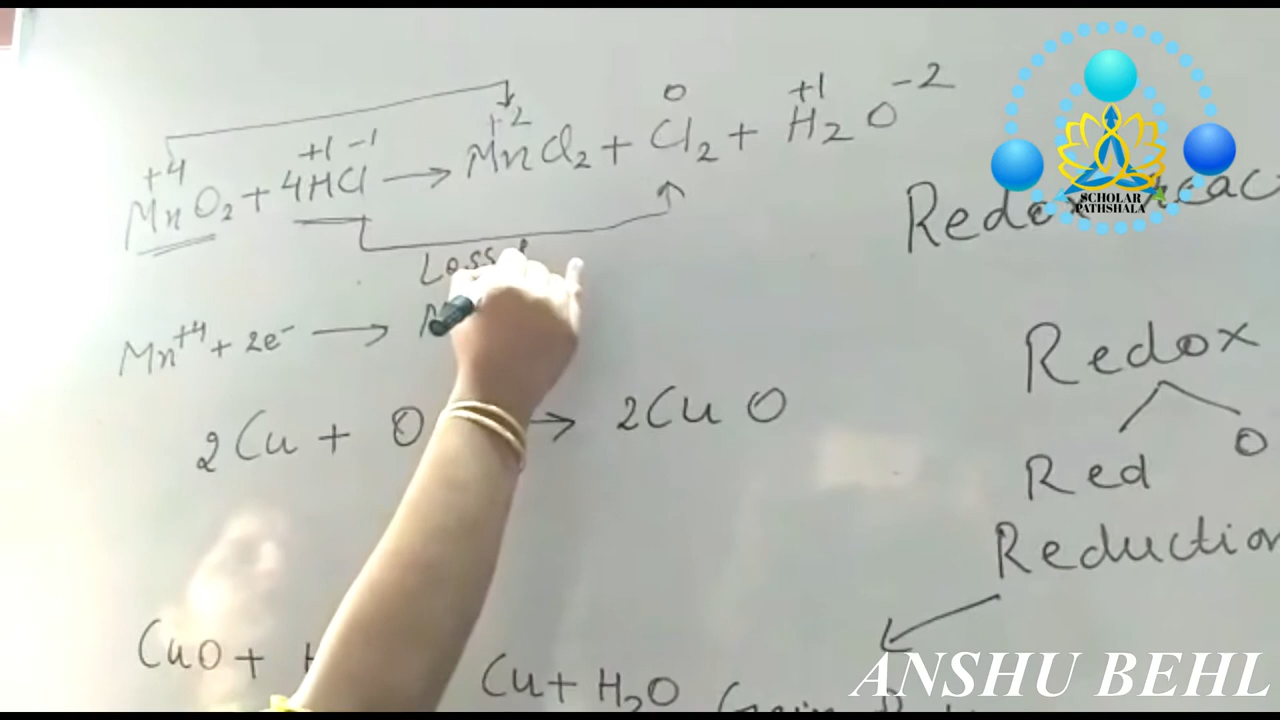 +4 +1 -1 +2 0 +1 -2
MnO2 + 4HCl → MnCl2 + Cl2 + H2O
Loss
Mn+4 + 2e- →
2Cu + O → 2CuO
CuO + Cu + H2O
Redox
Redox
Red O
Reduction
SCHOLAR
PATHSHALA
ANSHU BEHL